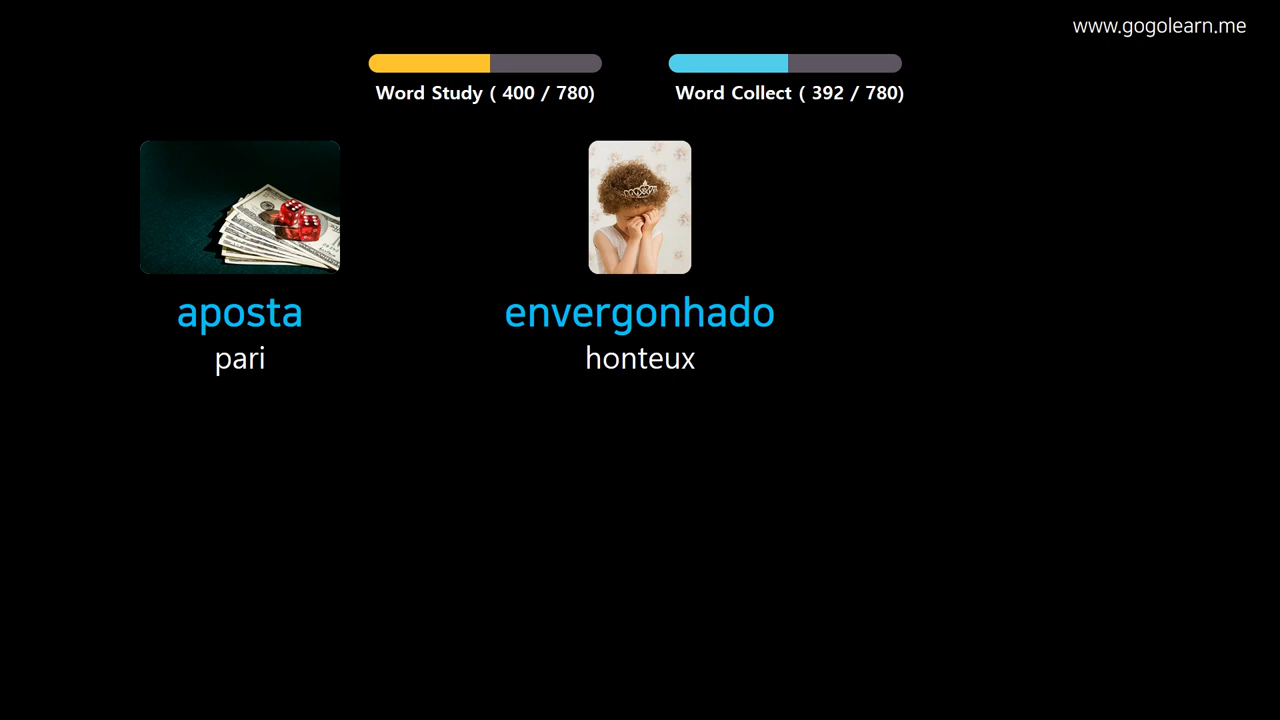 www.gogolearn.me
Word Study ( 400 / 780)
Word Collect ( 392 / 780)
aposta
pari
envergonhado
honteux